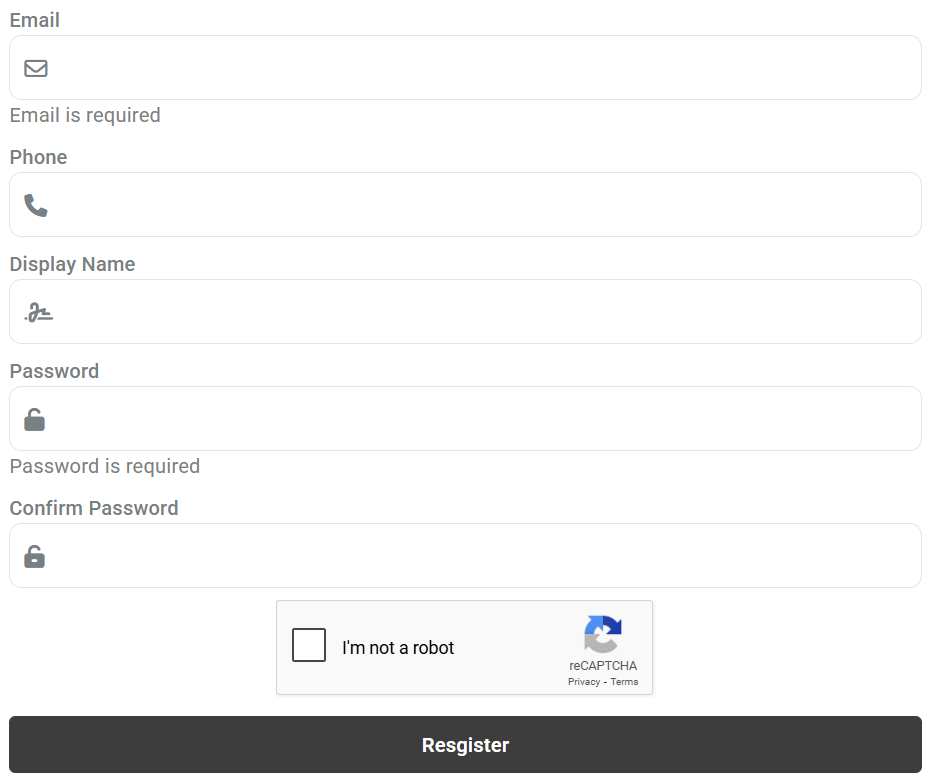 Email
Email is required
Phone
Display Name
Password
Password is required
Confirm Password
I'm not a robot
reCAPTCHA
Privacy - Terms
Resgister